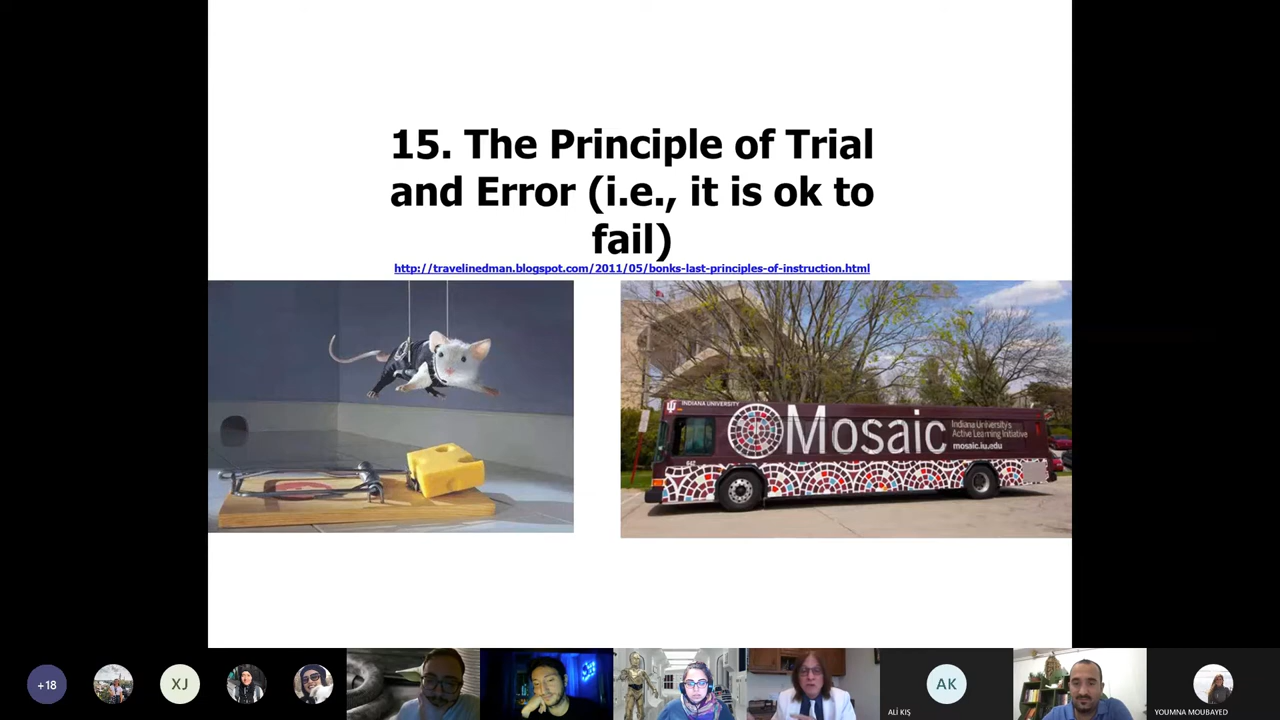 15. The Principle of Trial
and Error (i.e., it is ok to
fail)
http://travelinedman.blogspot.com/2011/05/bonks-last-principles-of-instruction.html
INDIANA UNIVERSITY
Mosaic
Indiana University's
Active Learning Initiative
mosaic.iu.edu
+18
XJ
AK
ALİ KIŞ
YOUMNA MOUBAYED